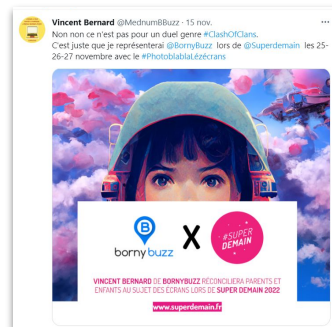 Vincent Bernard @MednumBBuzz · 15 nov.
Non non ce n'est pas pour un duel genre #ClashOfClans.
C'est juste que je représenterai @BornyBuzz lors de @Superdemain les 25-
26-27 novembre avec le #PhotoblablaLézécrans
B
bornybuzz
X
#SUPER
DEMAIN
VINCENT BERNARD DE BORNYBUZZ RÉCONCILIERA PARENTS ET
ENFANTS AU SUJET DES ÉCRANS LORS DE SUPER DEMAIN 2022
www.superdemain.fr